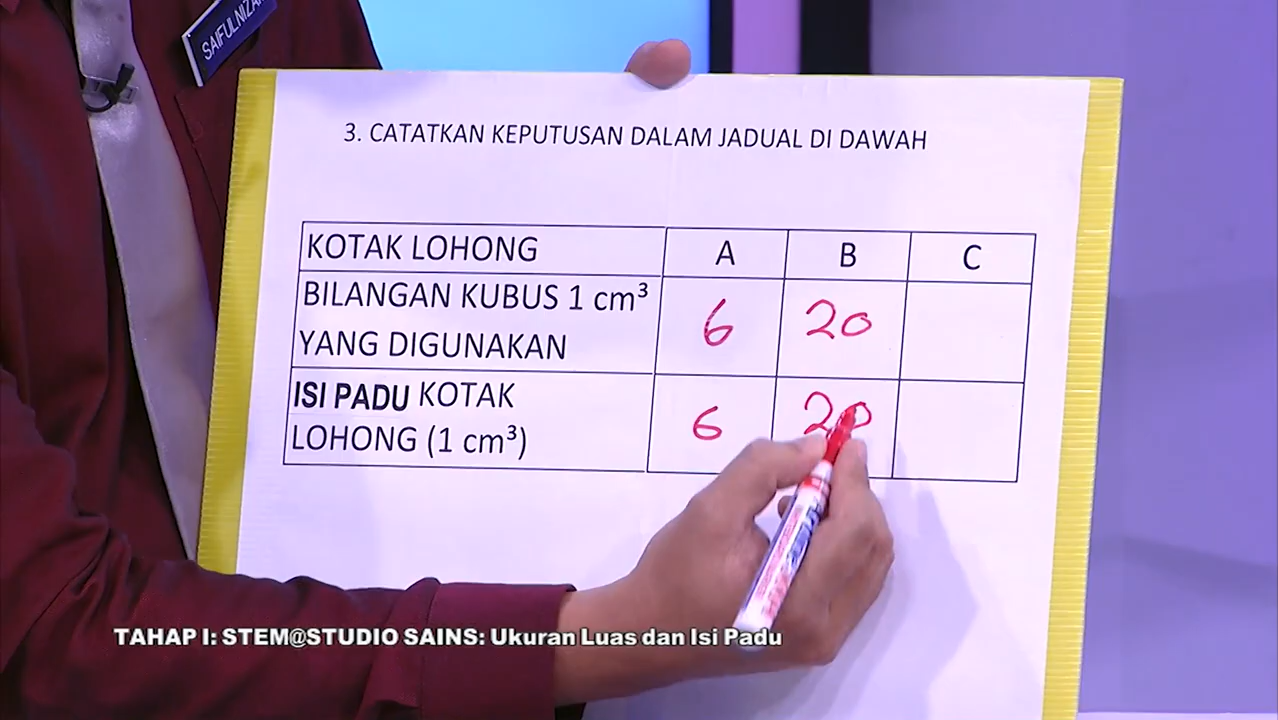 SAIFULNIZAM
3. CATATKAN KEPUTUSAN DALAM JADUAL DI DAWAH
KOTAK LOHONG A B C
BILANGAN KUBUS 1 cm³ 6 20
YANG DIGUNAKAN
ISI PADU KOTAK 6 20
LOHONG (1 cm³)
TAHAP I: STEM@STUDIO SAINS: Ukuran Luas dan Isi Padu